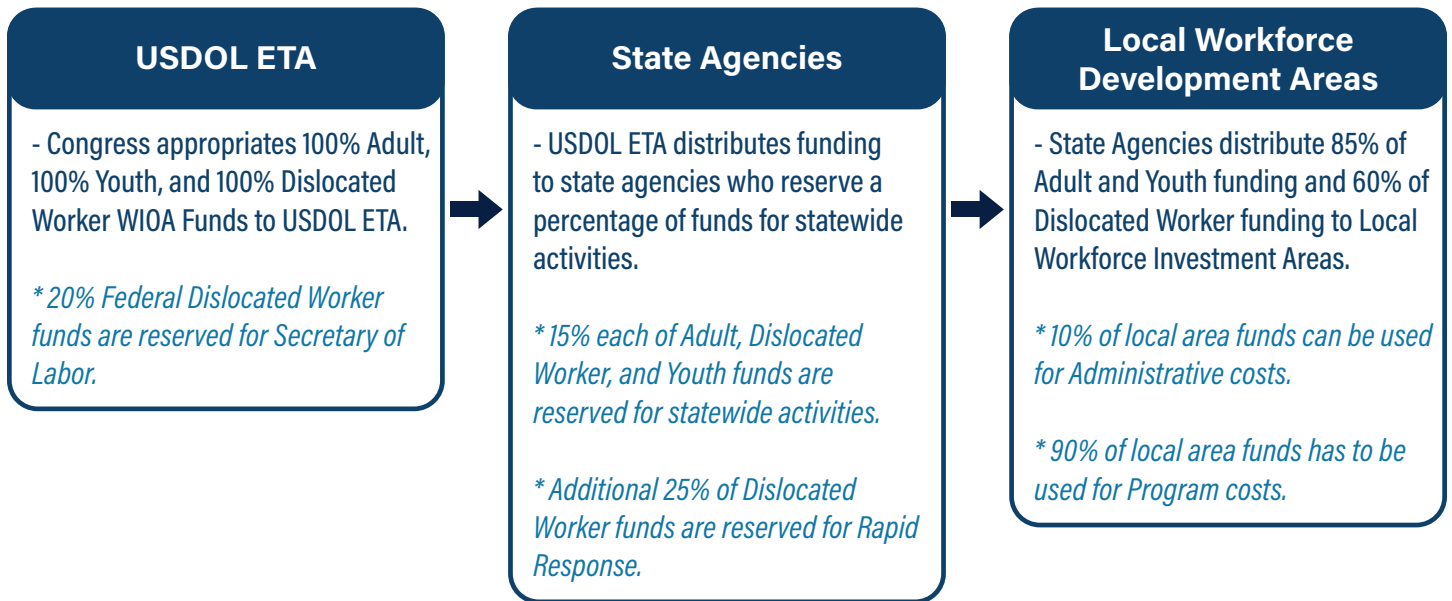 USDOL ETA
- Congress appropriates 100% Adult,
100% Youth, and 100% Dislocated
Worker WIOA Funds to USDOL ETA.
* 20% Federal Dislocated Worker
funds are reserved for Secretary of
Labor.
State Agencies
- USDOL ETA distributes funding
to state agencies who reserve a
percentage of funds for statewide
activities.
* 15% each of Adult, Dislocated
Worker, and Youth funds are
reserved for statewide activities.
* Additional 25% of Dislocated
Worker funds are reserved for Rapid
Response.
Local Workforce
Development Areas
- State Agencies distribute 85% of
Adult and Youth funding and 60% of
Dislocated Worker funding to Local
Workforce Investment Areas.
* 10% of local area funds can be used
for Administrative costs.
* 90% of local area funds has to be
used for Program costs.